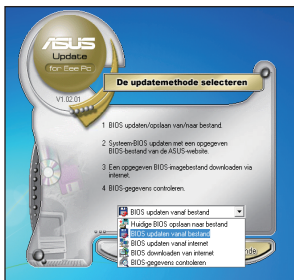 ASUS
Update
for Eee Pc
V1.02.01
De updatemethode selecteren
1 BIOS updaten/opslaan van/naar bestand.
2 Systeem-BIOS updaten met een opgegeven
BIOS-bestand van de ASUS-website.
3 Een opgegeven BIOS-imagebestand downloaden via
internet.
4 BIOS-gegevens controleren.
BIOS updaten vanaf bestand
Huidige BIOS opslaan naar bestand
BIOS updaten vanaf bestand
BIOS updaten vanaf internet
BIOS downloaden van internet
BIOS-gegevens controleren